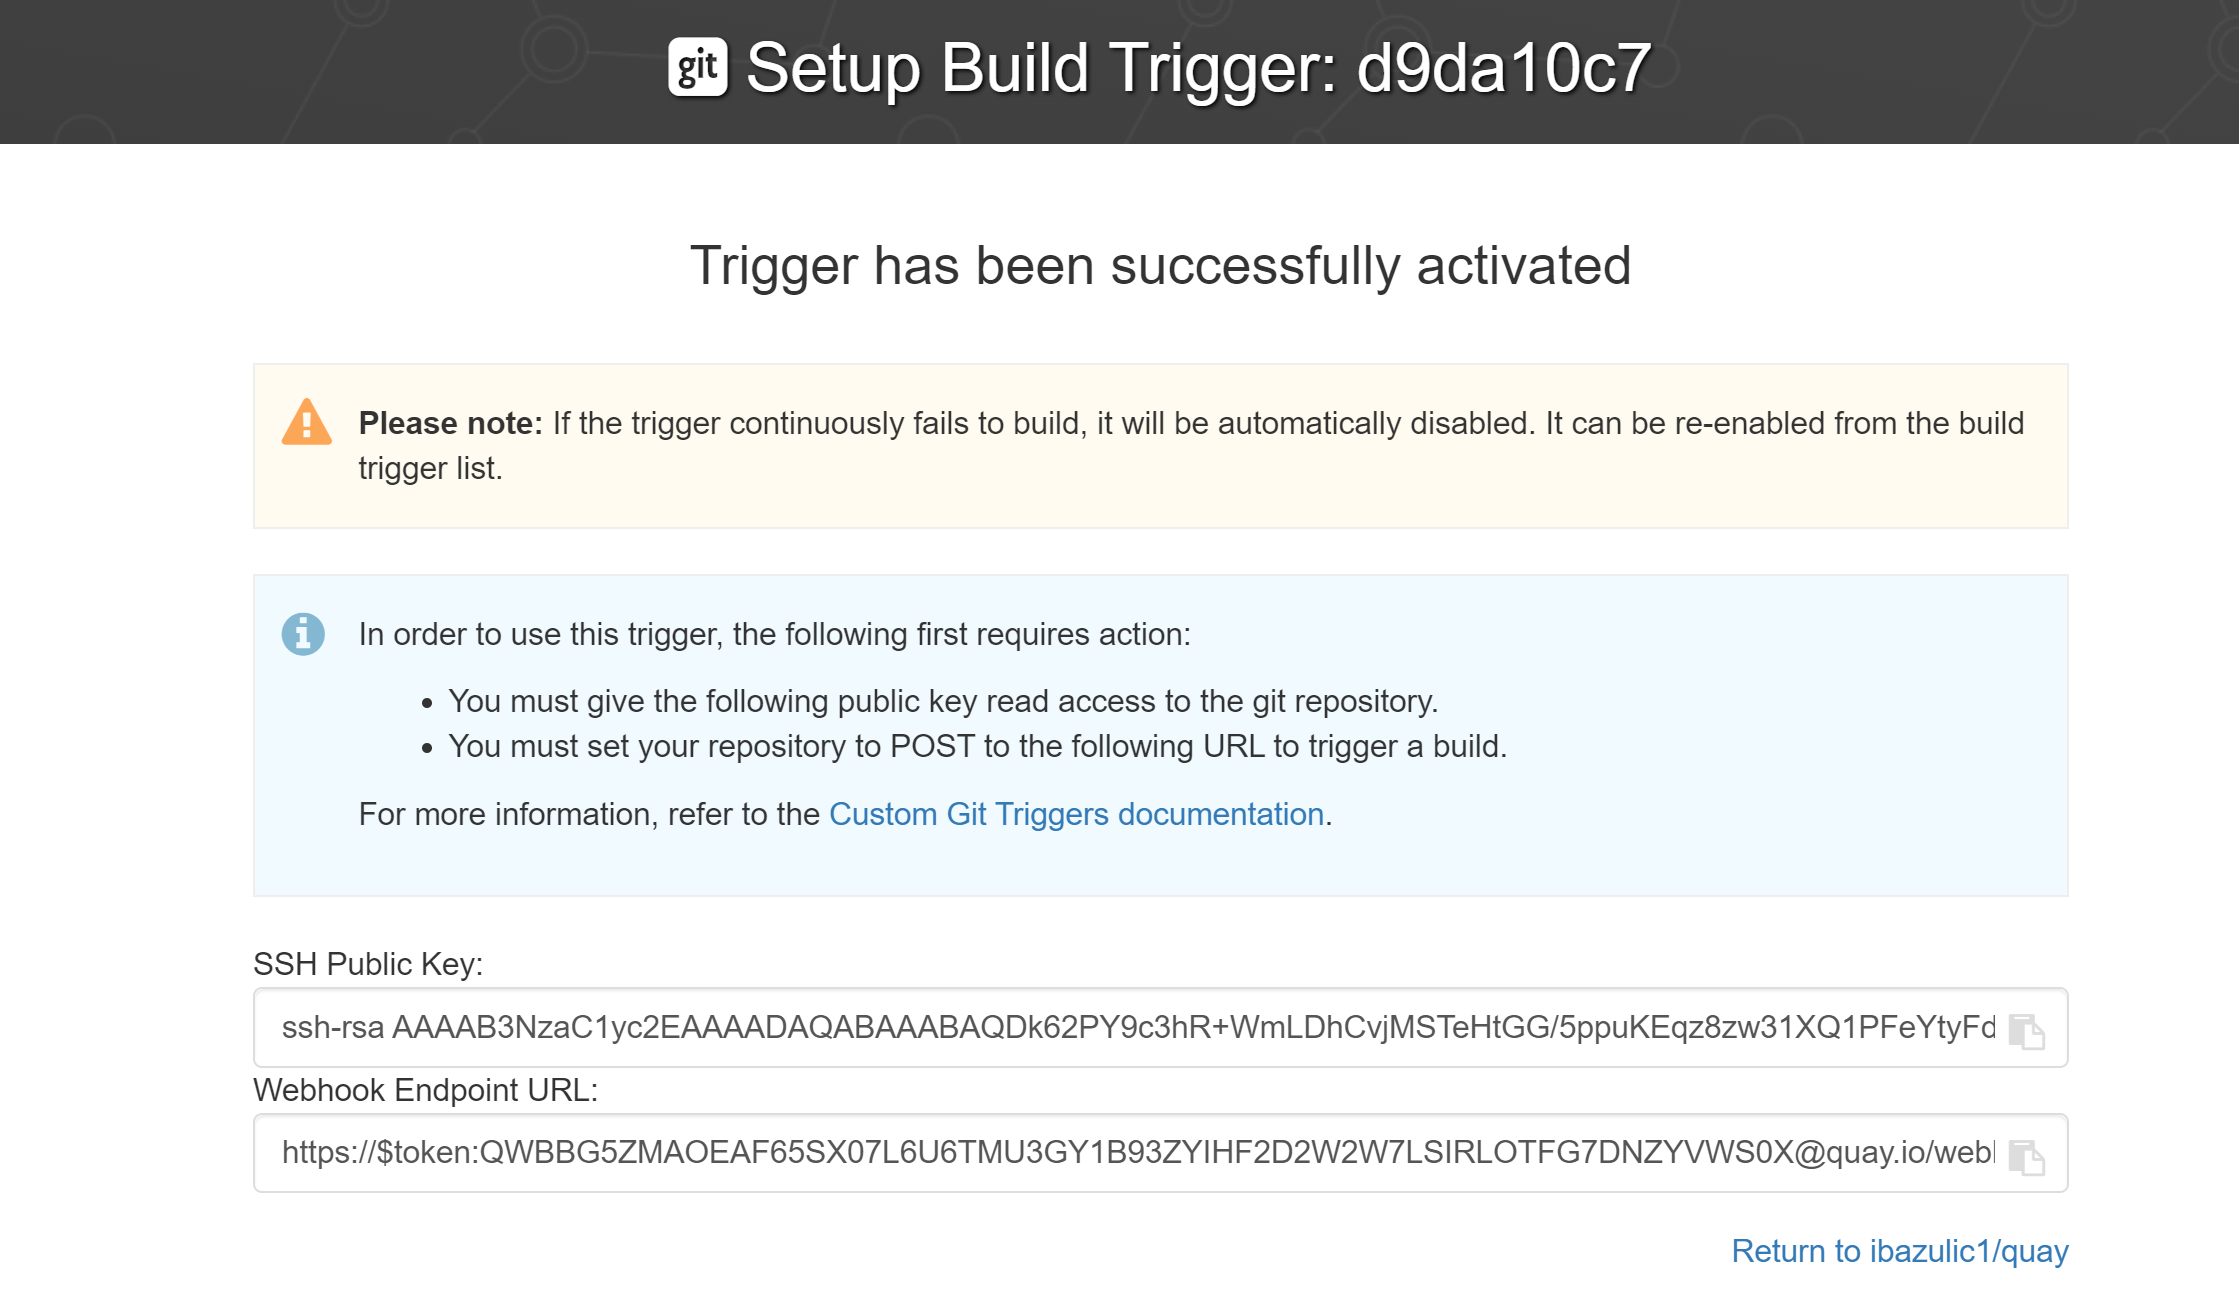 git Setup Build Trigger: d9da10c7
Trigger has been successfully activated
Please note: If the trigger continuously fails to build, it will be automatically disabled. It can be re-enabled from the build
trigger list.
In order to use this trigger, the following first requires action:
• You must give the following public key read access to the git repository.
• You must set your repository to POST to the following URL to trigger a build.
For more information, refer to the Custom Git Triggers documentation.
SSH Public Key:
ssh-rsa AAAAB3NzaC1yc2EAAAADAQABAAABAQDk62PY9c3hR+WmLDhCvjMSTeHtGG/5ppuKEqz8zw31XQ1PFeYtyFd
Webhook Endpoint URL:
https://$token:QWBBG5ZMAOEAF65SX07L6U6TMU3GY1B93ZYIHF2D2W2W7LSIRLOTFG7DNZYVWS0X@quay.io/web
Return to ibazulic1/quay